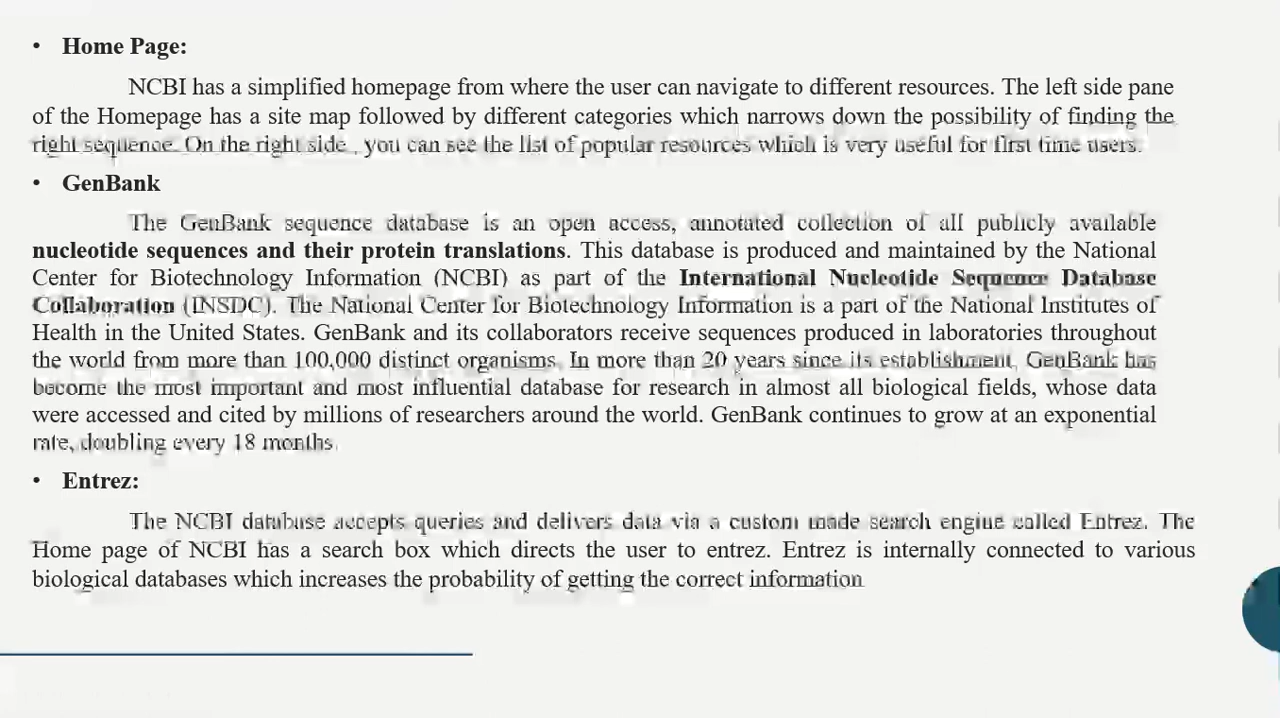 • Home Page:
NCBI has a simplified homepage from where the user can navigate to different resources. The left side pane
of the Homepage has a site map followed by different categories which narrows down the possibility of finding the
right sequence. On the right side , you can see the list of popular resources which is very useful for first time users.
• GenBank
The GenBank sequence database is an open access, annotated collection of all publicly available
nucleotide sequences and their protein translations. This database is produced and maintained by the National
Center for Biotechnology Information (NCBI) as part of the International Nucleotide Sequence Database
Collaboration (INSDC). The National Center for Biotechnology Information is a part of the National Institutes of
Health in the United States. GenBank and its collaborators receive sequences produced in laboratories throughout
the world from more than 100,000 distinct organisms. In more than 20 years since its establishment, GenBank has
become the most important and most influential database for research in almost all biological fields, whose data
were accessed and cited by millions of researchers around the world. GenBank continues to grow at an exponential
rate, doubling every 18 months.
• Entrez:
The NCBI database accepts queries and delivers data via a custom made search engine called Entrez. The
Home page of NCBI has a search box which directs the user to entrez. Entrez is internally connected to various
biological databases which increases the probability of getting the correct information